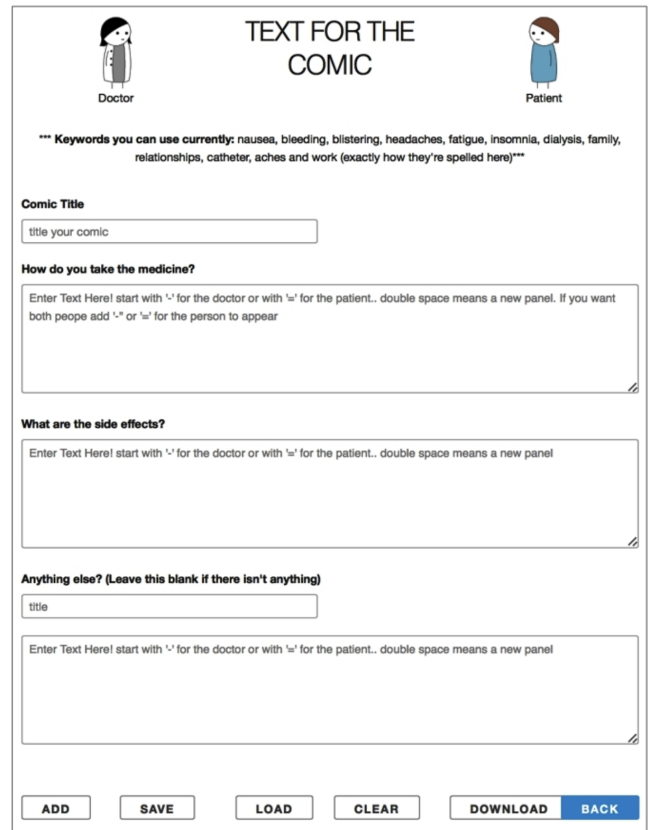 TEXT FOR THE
COMIC
Doctor
Patient
*** Keywords you can use currently: nausea, bleeding, blistering, headaches, fatigue, insomnia, dialysis, family,
relationships, catheter, aches and work (exactly how they're spelled here)***
Comic Title
title your comic
How do you take the medicine?
Enter Text Here! start with '-' for the doctor or with '=' for the patient.. double space means a new panel. If you want
both peope add '-" or '=' for the person to appear
What are the side effects?
Enter Text Here! start with '-' for the doctor or with '=' for the patient.. double space means a new panel
Anything else? (Leave this blank if there isn't anything)
title
Enter Text Here! start with '-' for the doctor or with '=' for the patient.. double space means a new panel
ADD SAVE LOAD CLEAR DOWNLOAD BACK